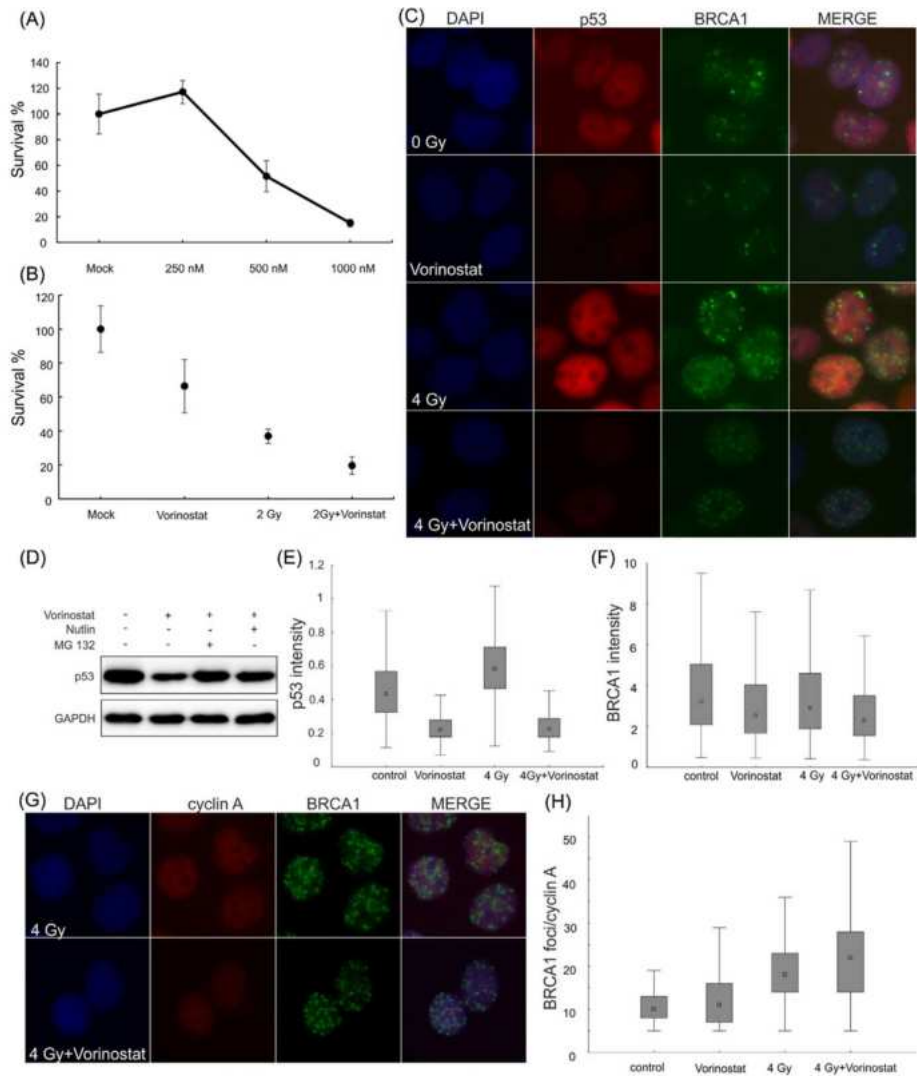 (A)
140
120
100
80
60
40
20
0
Survival %
Mock 250 nM 500 nM 1000 nM
(B)
120
100
80
60
40
20
0
Survival %
Mock Vorinostat 2 Gy 2Gy+Vorinstat
(C)
DAPI p53 BRCA1 MERGE
0 Gy
Vorinostat
4 Gy
4 Gy+Vorinostat
(D)
Vorinostat - + + +
Nutlin - - - +
MG 132 - - + -
p53
GAPDH
(E)
1.2
1
0.8
0.6
0.4
0.2
0
p53 intensity
control Vorinostat 4 Gy 4Gy+Vorinostat
(F)
10
8
6
4
2
0
BRCA1 intensity
control Vorinostat 4 Gy 4 Gy+Vorinostat
(G)
DAPI cyclin A BRCA1 MERGE
4 Gy
4 Gy+Vorinostat
(H)
50
40
30
20
10
0
BRCA1 foci/cyclin A
control Vorinostat 4 Gy 4 Gy+Vorinostat